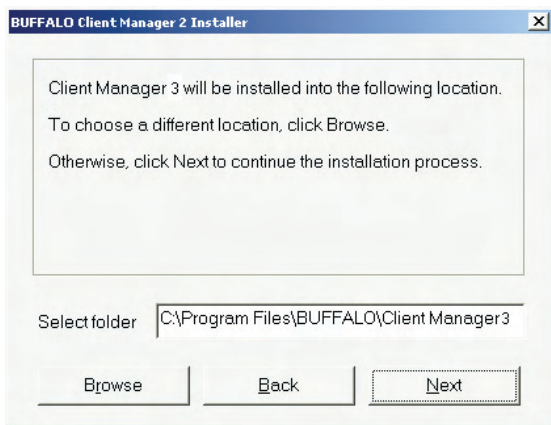 BUFFALO Client Manager 2 Installer
Client Manager 3 will be installed into the following location.
To choose a different location, click Browse.
Otherwise, click Next to continue the installation process.
Select folder C:\Program Files\BUFFALO\Client Manager3
Browse Back Next